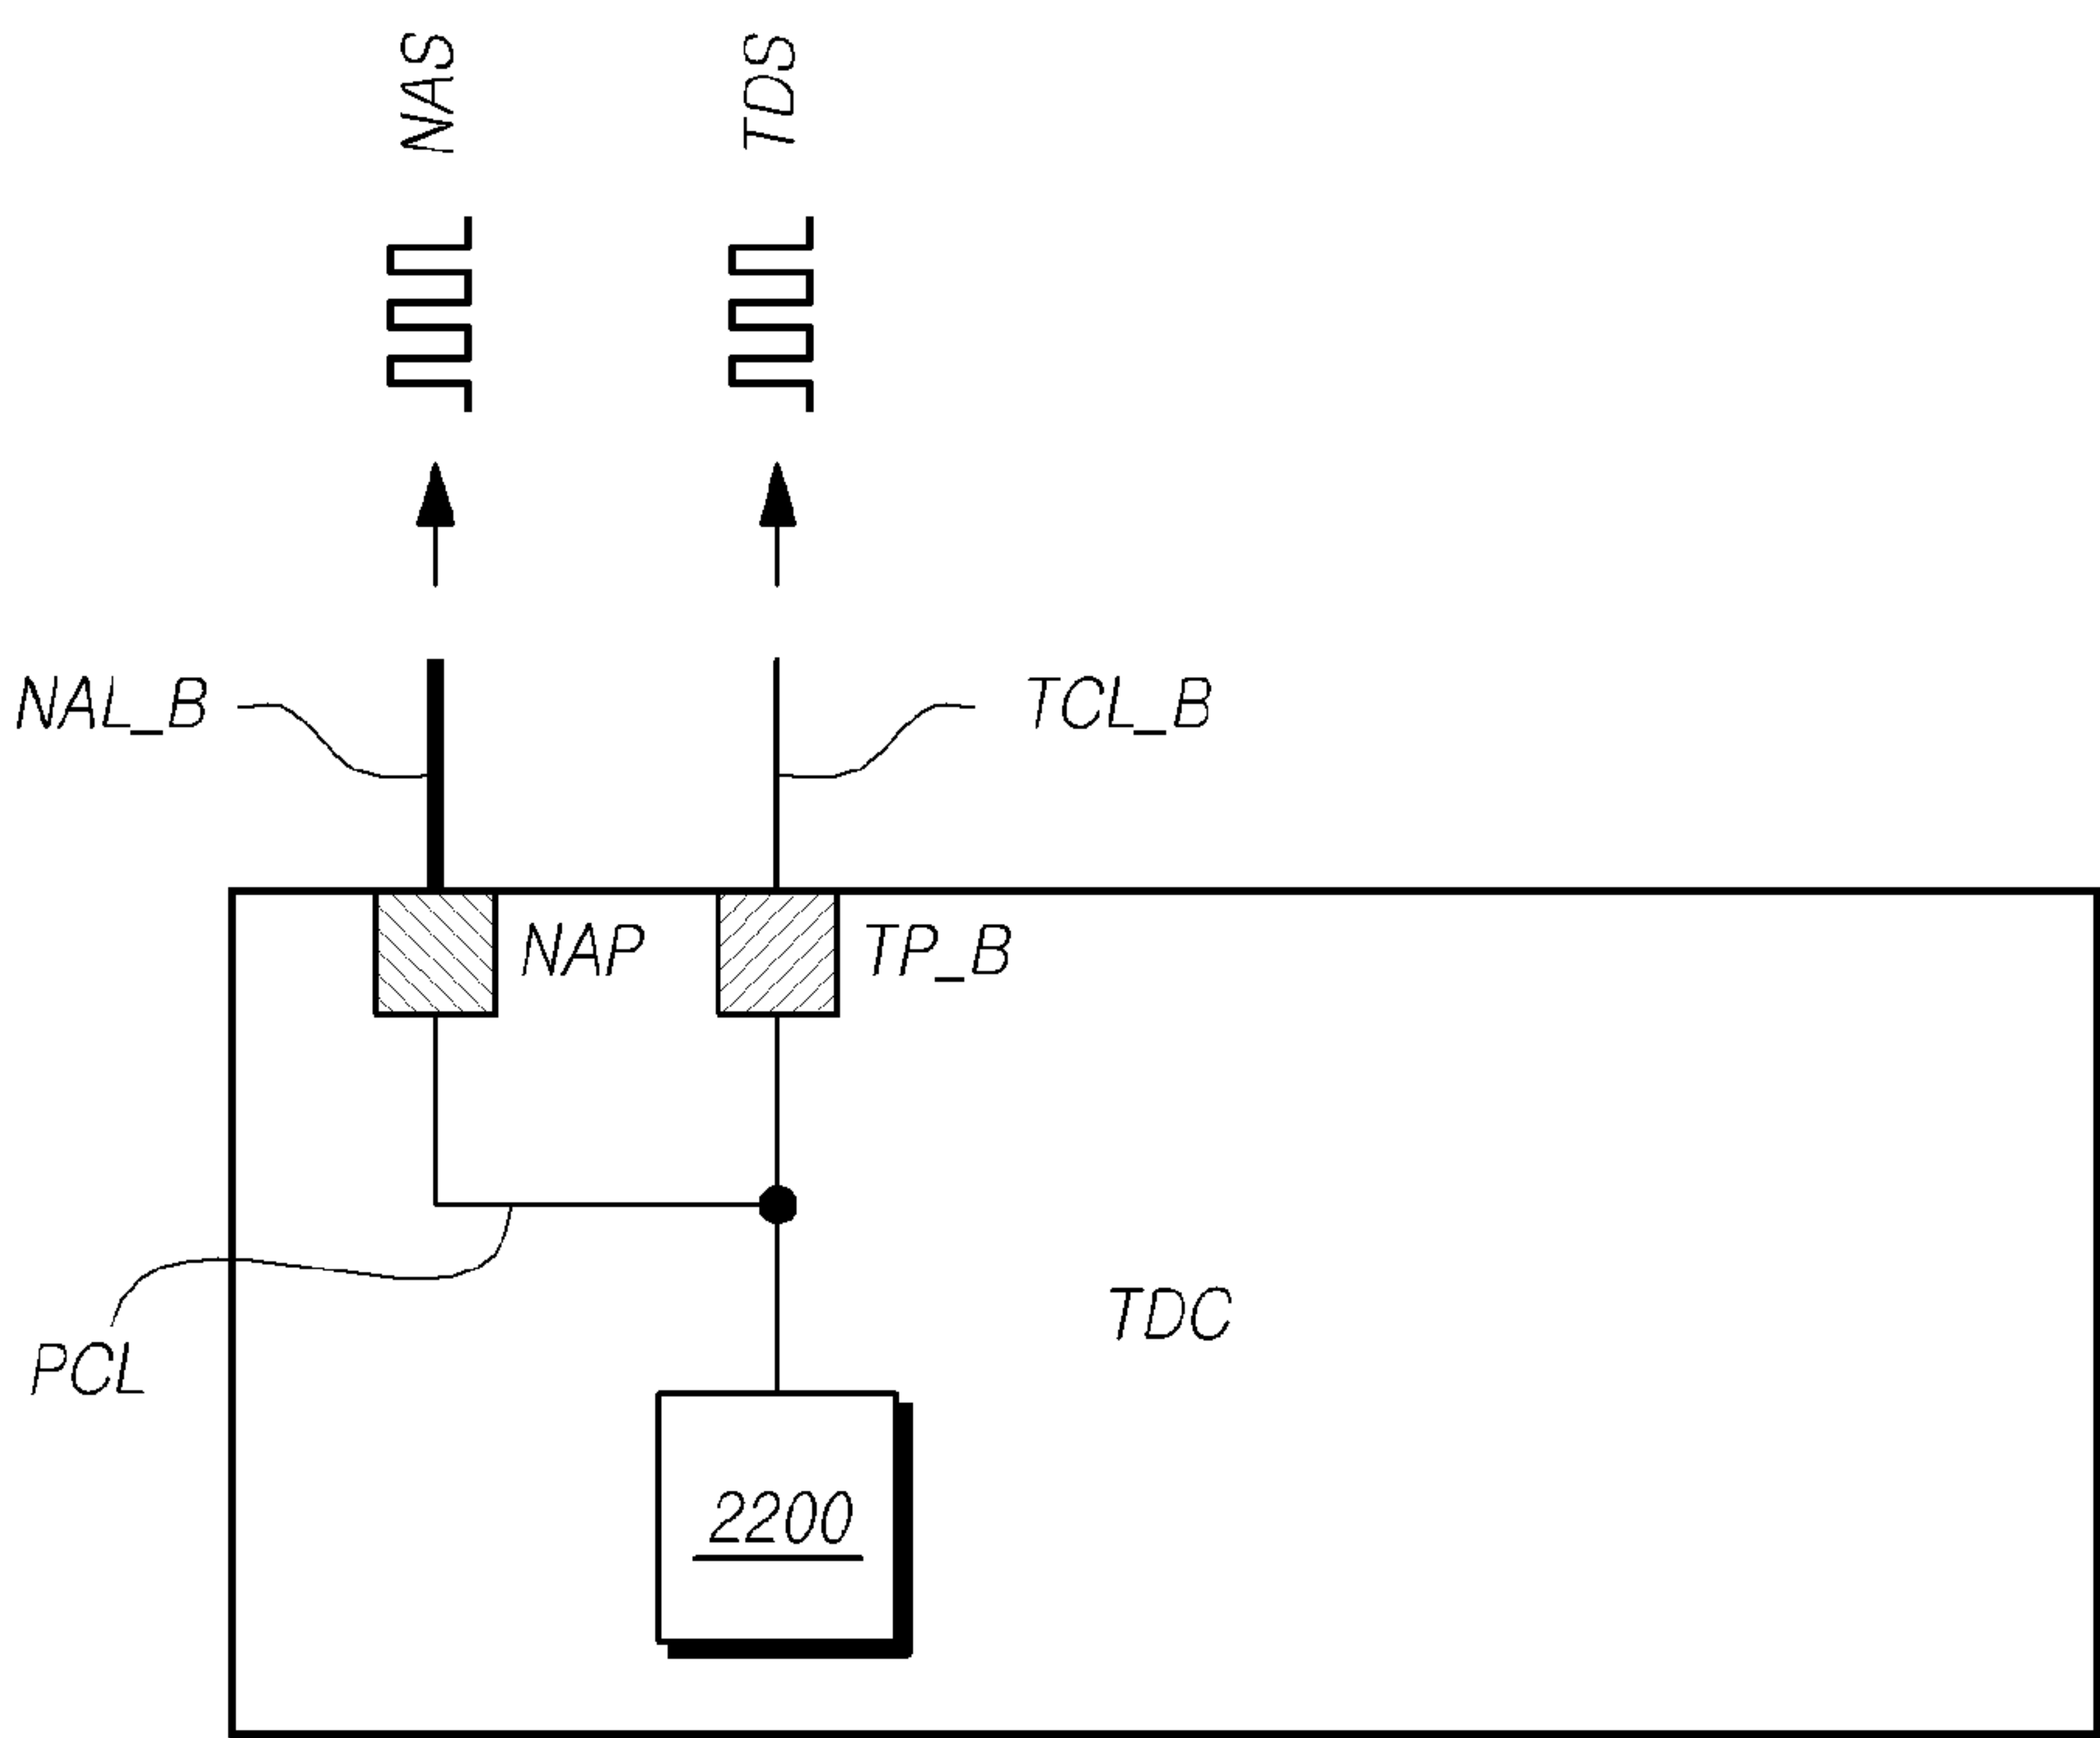 NAS
TDS
NAL_B
TCL_B
NAP
TP_B
TDC
PCL
2200